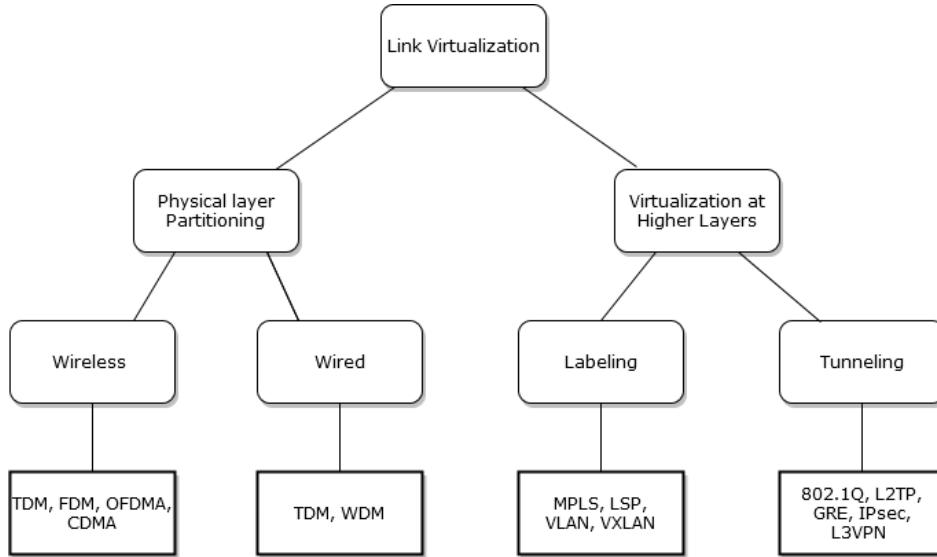 Link Virtualization
Physical layer
Partitioning
Virtualization at
Higher Layers
Wireless
Wired
Labeling
Tunneling
TDM, FDM, OFDMA,
CDMA
TDM, WDM
MPLS, LSP,
VLAN, VXLAN
802.1Q, L2TP,
GRE, IPsec,
L3VPN